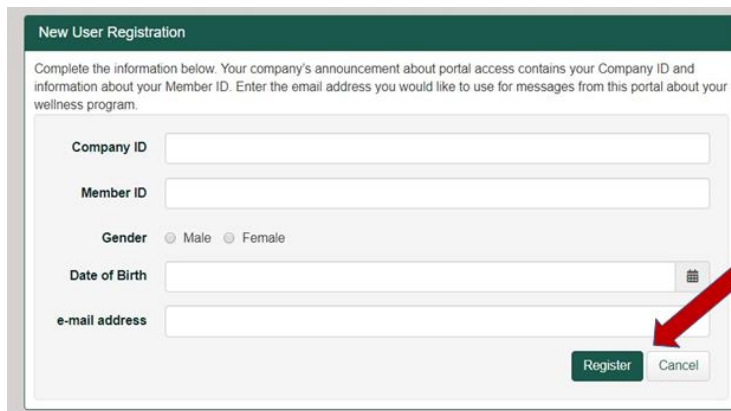 New User Registration
Complete the information below. Your company's announcement about portal access contains your Company ID and
information about your Member ID. Enter the email address you would like to use for messages from this portal about your
wellness program.
Company ID
Member ID
Gender Male Female
Date of Birth
e-mail address
Register Cancel